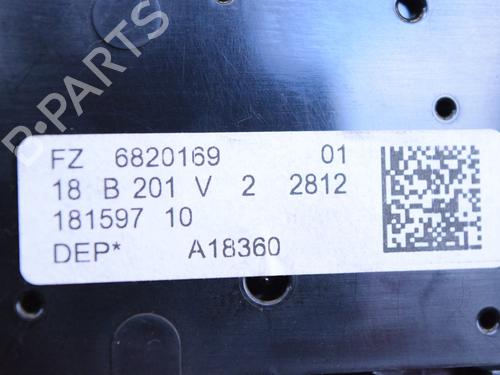 FZ 6820169 01
18 B 201 V 2 2812
181597 10
DEP* A18360
B-PARTS